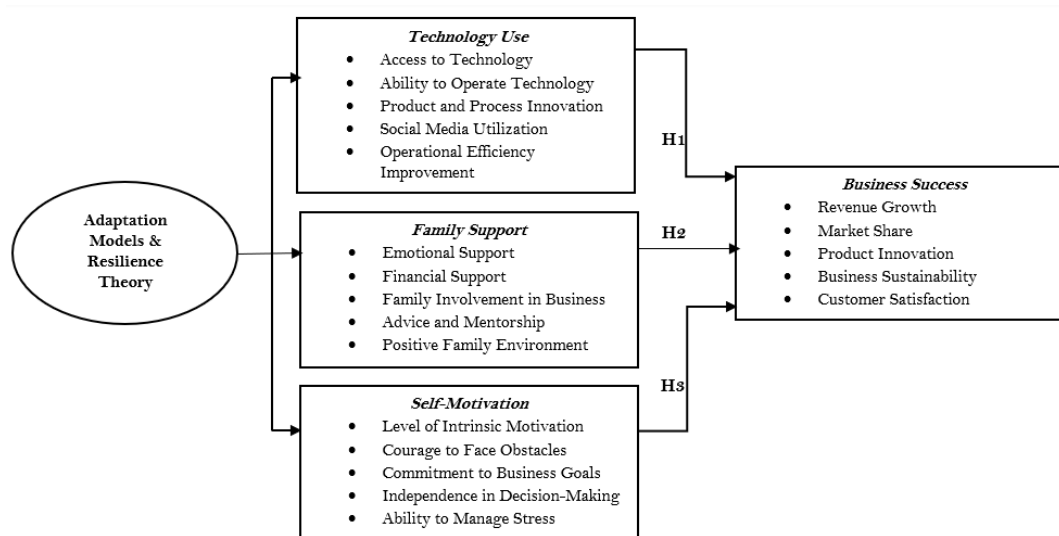 Technology Use
• Access to Technology
• Ability to Operate Technology
• Product and Process Innovation
• Social Media Utilization
• Operational Efficiency
Improvement
H1
Adaptation
Models &
Resilience
Theory
Family Support
• Emotional Support
• Financial Support
• Family Involvement in Business
• Advice and Mentorship
• Positive Family Environment
H2
Self-Motivation
• Level of Intrinsic Motivation
• Courage to Face Obstacles
• Commitment to Business Goals
• Independence in Decision-Making
• Ability to Manage Stress
H3
Business Success
• Revenue Growth
• Market Share
• Product Innovation
• Business Sustainability
• Customer Satisfaction